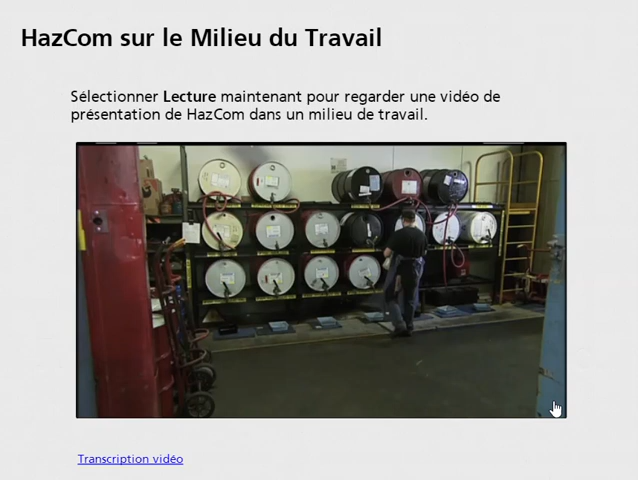 HazCom sur le Milieu du Travail
Sélectionner Lecture maintenant pour regarder une vidéo de
présentation de HazCom dans un milieu de travail.
Transcription vidéo